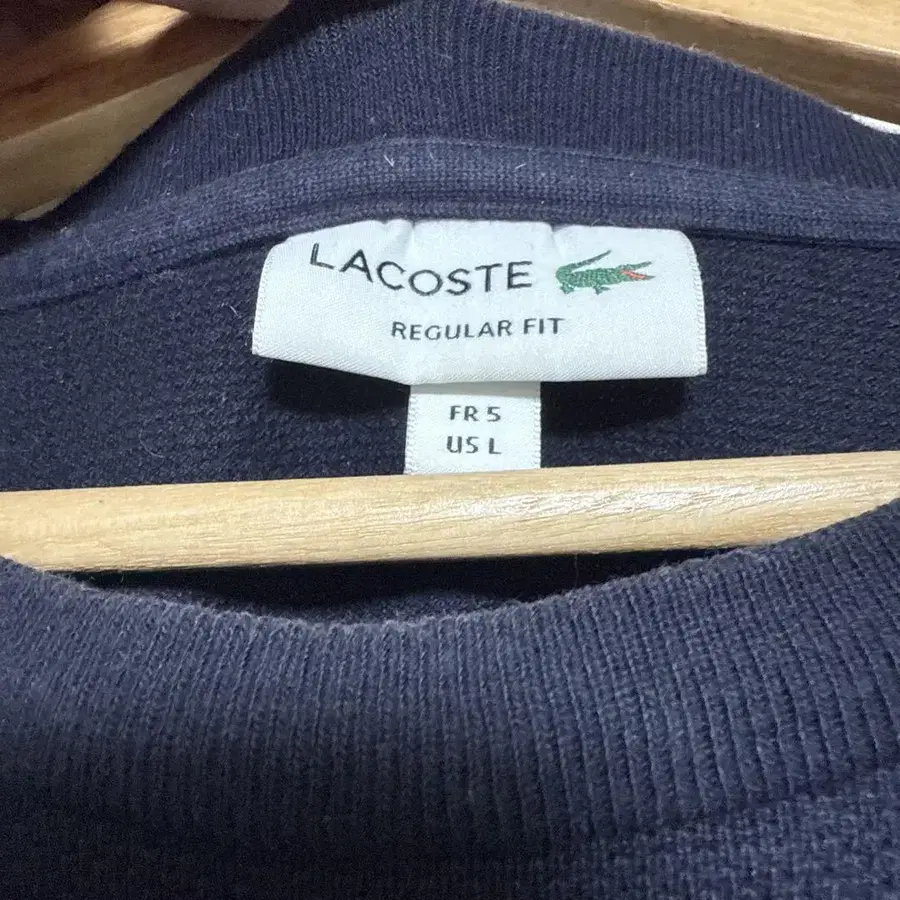 LACOSTE
REGULAR FIT
FR 5
US L